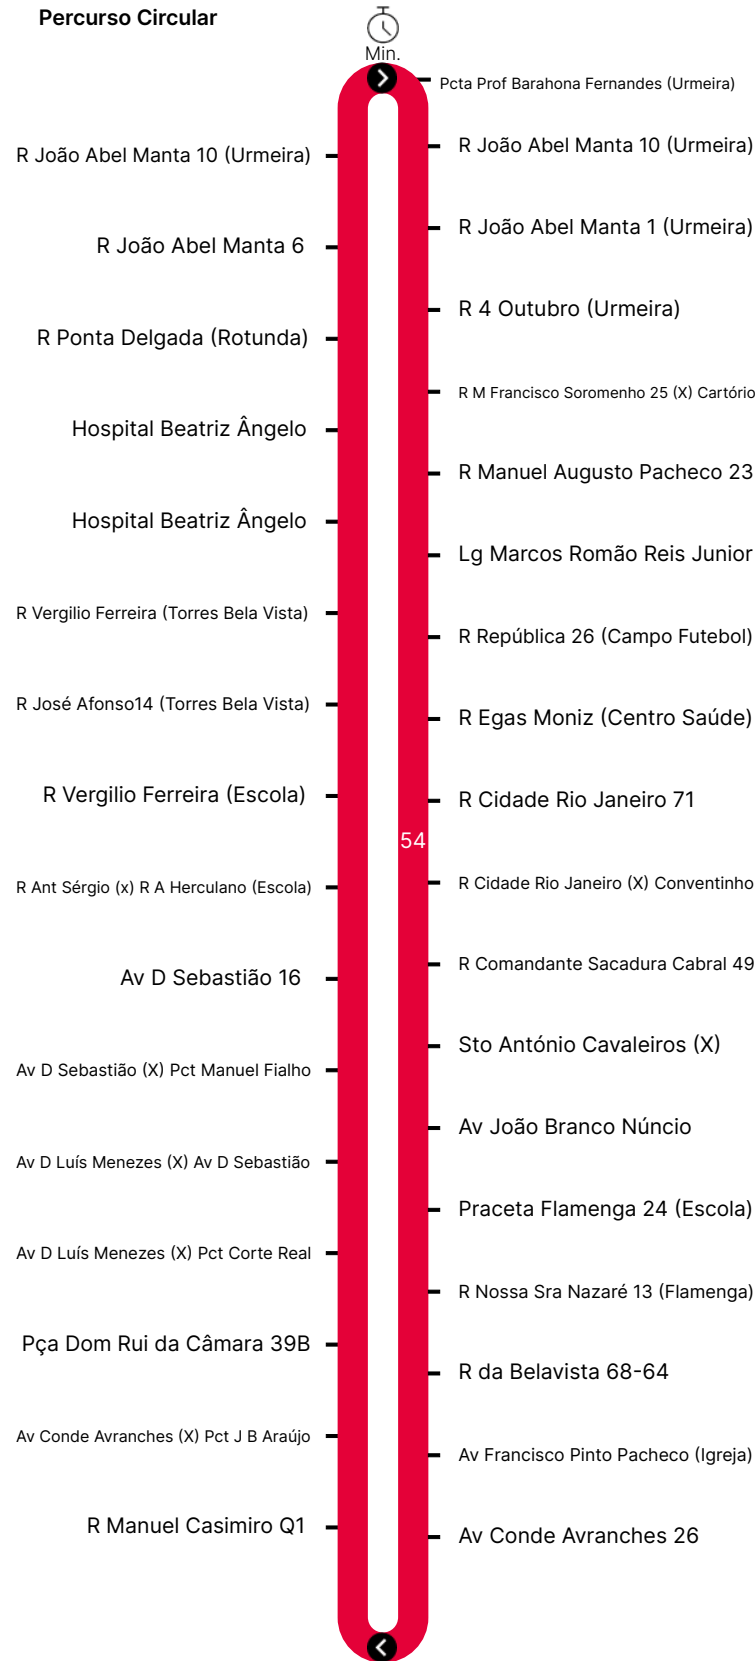 Percurso Circular
Min.
Pcta Prof Barahona Fernandes (Urmeira)
R João Abel Manta 10 (Urmeira)
R João Abel Manta 1 (Urmeira)
R 4 Outubro (Urmeira)
R M Francisco Soromenho 25 (X) Cartório
R Manuel Augusto Pacheco 23
Lg Marcos Romão Reis Junior
R República 26 (Campo Futebol)
R Egas Moniz (Centro Saúde)
R Cidade Rio Janeiro 71
54
R Cidade Rio Janeiro (X) Conventinho
R Comandante Sacadura Cabral 49
Sto António Cavaleiros (X)
Av João Branco Núncio
Praceta Flamenga 24 (Escola)
R Nossa Sra Nazaré 13 (Flamenga)
R da Belavista 68-64
Av Francisco Pinto Pacheco (Igreja)
Av Conde Avranches 26
R João Abel Manta 10 (Urmeira)
R João Abel Manta 6
R Ponta Delgada (Rotunda)
Hospital Beatriz Ângelo
Hospital Beatriz Ângelo
R Vergilio Ferreira (Torres Bela Vista)
R José Afonso14 (Torres Bela Vista)
R Vergilio Ferreira (Escola)
R Ant Sérgio (x) R A Herculano (Escola)
Av D Sebastião 16
Av D Sebastião (X) Pct Manuel Fialho
Av D Luís Menezes (X) Av D Sebastião
Av D Luís Menezes (X) Pct Corte Real
Pça Dom Rui da Câmara 39B
Av Conde Avranches (X) Pct J B Araújo
R Manuel Casimiro Q1